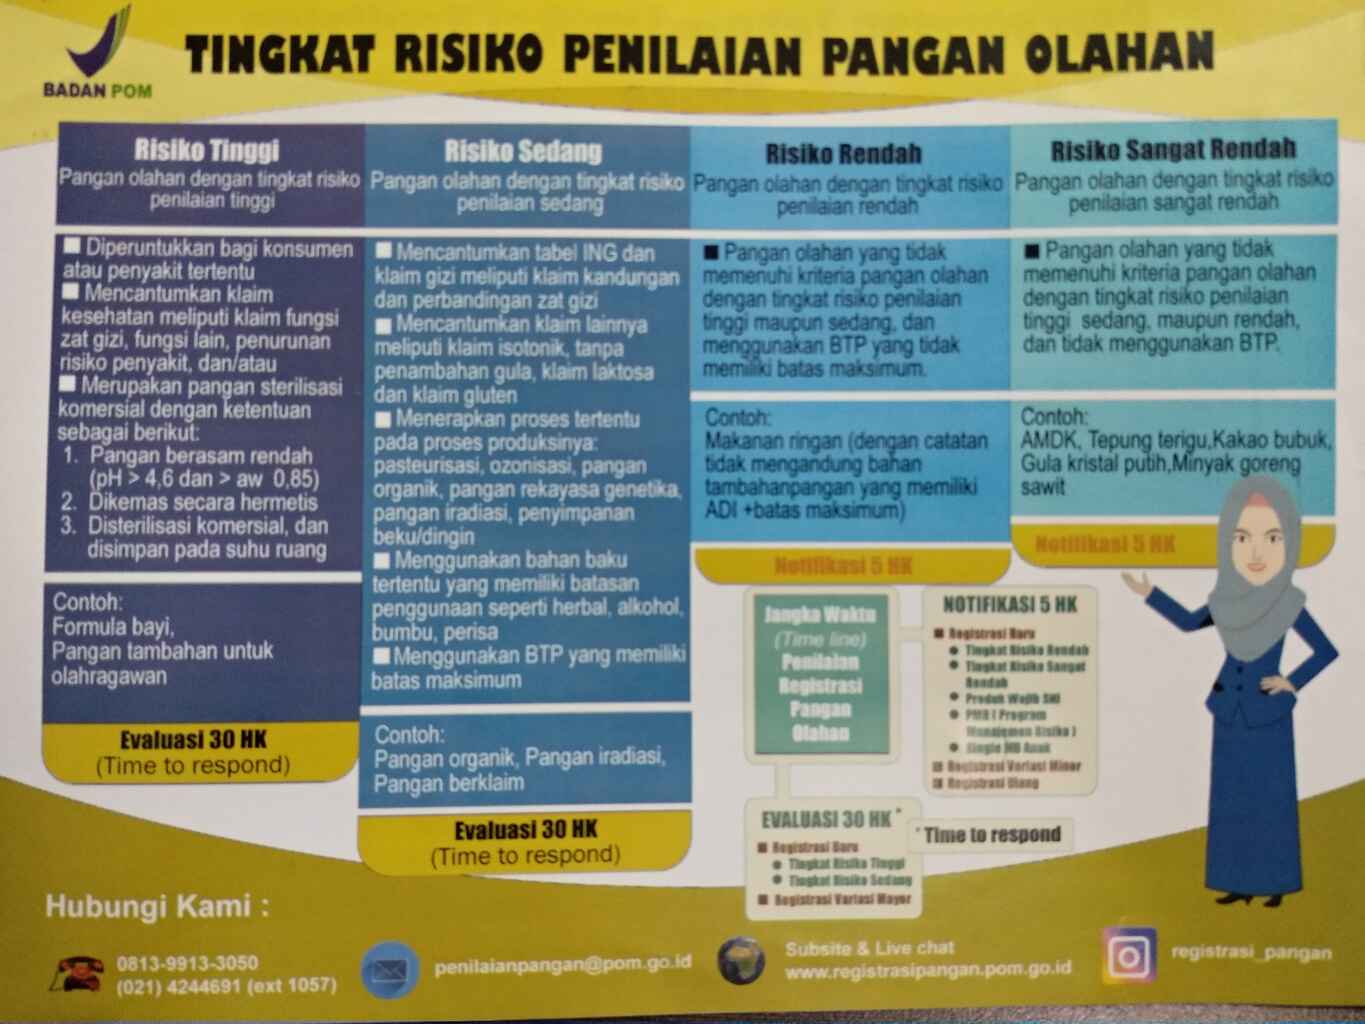 BADAN POM
TINGKAT RISIKO PENILAIAN PANGAN OLAHAN
Risiko Tinggi
Pangan olahan dengan tingkat risiko
penilaian tinggi
■ Diperuntukkan bagi konsumen
atau penyakit tertentu
■ Mencantumkan klaim
kesehatan meliputi klaim fungsi
zat gizi, fungsi lain, penurunan
risiko penyakit, dan/atau
■ Merupakan pangan sterilisasi
komersial dengan ketentuan
sebagai berikut:
1. Pangan berasam rendah
(pH > 4,6 dan > aw 0,85)
2. Dikemas secara hermetis
3. Disterilisasi komersial, dan
disimpan pada suhu ruang
Contoh:
Formula bayi,
Pangan tambahan untuk
olahragawan
Evaluasi 30 HK
(Time to respond)
Risiko Sedang
Pangan olahan dengan tingkat risiko
penilaian sedang
■ Mencantumkan tabel ING dan
klaim gizi meliputi klaim kandungan
dan perbandingan zat gizi
■ Mencantumkan klaim lainnya
meliputi klaim isotonik, tanpa
penambahan gula, klaim laktosa
dan klaim gluten
■ Menerapkan proses tertentu
pada proses produksinya:
pasteurisasi, ozonisasi, pangan
organik, pangan rekayasa genetika,
pangan iradiasi, penyimpanan
beku/dingin
■ Menggunakan bahan baku
tertentu yang memiliki batasan
penggunaan seperti herbal, alkohol,
bumbu, perisa
■ Menggunakan BTP yang memiliki
batas maksimum
Contoh:
Pangan organik, Pangan iradiasi,
Pangan berklaim
Evaluasi 30 HK
(Time to respond)
Risiko Rendah
Pangan olahan dengan tingkat risiko
penilaian rendah
■ Pangan olahan yang tidak
memenuhi kriteria pangan olahan
dengan tingkat risiko penilaian
tinggi maupun sedang, dan
menggunakan BTP yang tidak
memiliki batas maksimum.
Contoh:
Makanan ringan (dengan catatan
tidak mengandung bahan
tambahanpangan yang memiliki
ADI +batas maksimum)
Notifikasi 5 HK
Risiko Sangat Rendah
Pangan olahan dengan tingkat risiko
penilaian sangat rendah
■ Pangan olahan yang tidak
memenuhi kriteria pangan olahan
dengan tingkat risiko penilaian
tinggi sedang, maupun rendah,
dan tidak menggunakan BTP.
Contoh:
AMDK, Tepung terigu,Kakao bubuk,
Gula kristal putih,Minyak goreng
sawit
Notifikasi 5 HK
Jangka Waktu
(Time line)
Penilaian
Registrasi
Pangan
Olahan
NOTIFIKASI 5 HK
■ Registrasi Baru
● Tingkat Risiko Rendah
● Tingkat Risiko Sangat
Rendah
● Produk Wajib SNI
● PMR ( Program
Manajemen Risiko )
● Single MD Anak
■ Registrasi Variasi Minor
■ Registrasi Ulang
EVALUASI 30 HK *
■ Registrasi Baru
● Tingkat Risiko Tinggi
● Tingkat Risiko Sedang
■ Registrasi Variasi Mayor
* Time to respond
Hubungi Kami :
0813-9913-3050
(021) 4244691 (ext 1057)
penilaianpangan@pom.go.id
Subsite & Live chat
www.registrasipangan.pom.go.id
registrasi_pangan